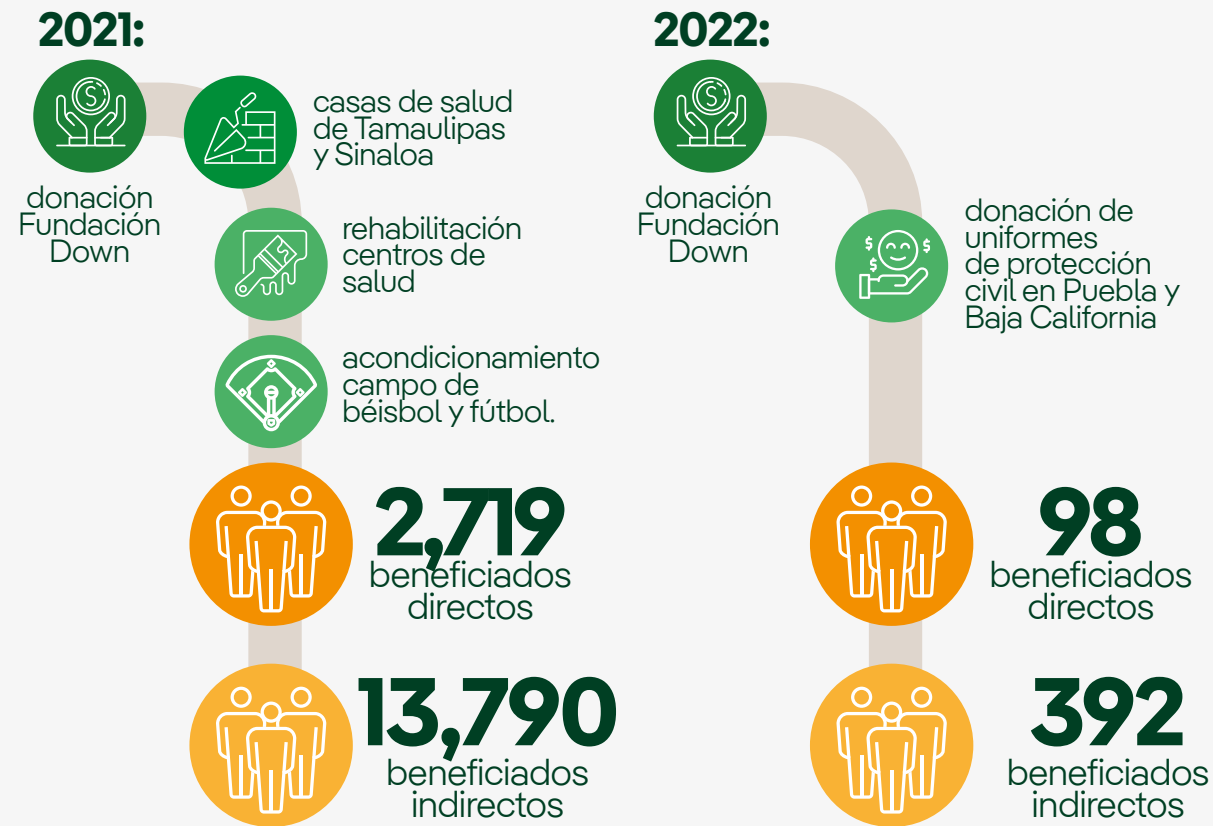 2021:
donación
Fundación
Down
casas de salud
de Tamaulipas
y Sinaloa
rehabilitación
centros de
salud
acondicionamiento
campo de
béisbol y fútbol.
2,719
beneficiados
directos
13,790
beneficiados
indirectos
2022:
donación
Fundación
Down
donación de
uniformes
de protección
civil en Puebla y
Baja California
98
beneficiados
directos
392
beneficiados
indirectos